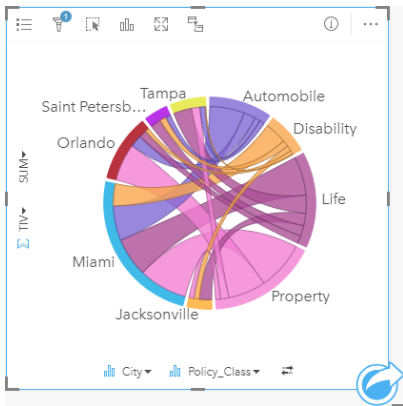 1
Tampa
Automobile
Saint Petersb...
Disability
Orlando
SUM
Life
TIV
Miami
Property
Jacksonville
City
Policy_Class